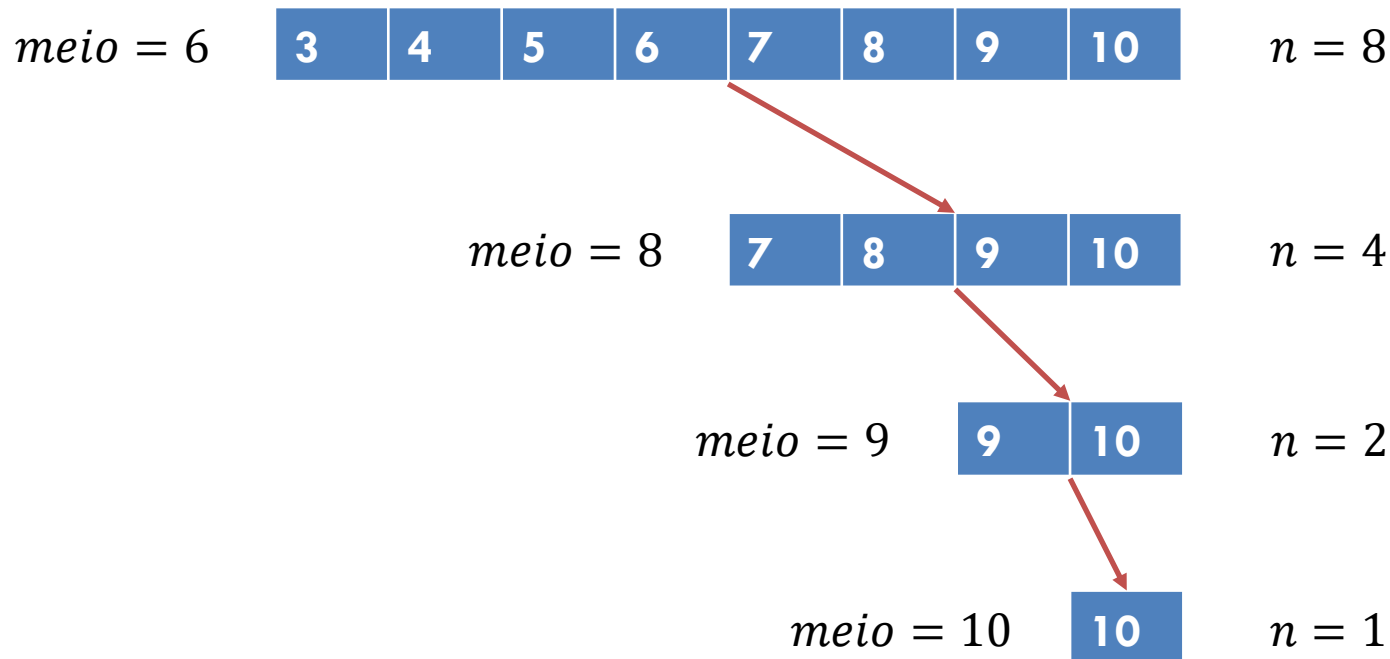 meio = 6 3 4 5 6 7 8 9 10 n = 8
meio = 8 7 8 9 10 n = 4
meio = 9 9 10 n = 2
meio = 10 10 n = 1